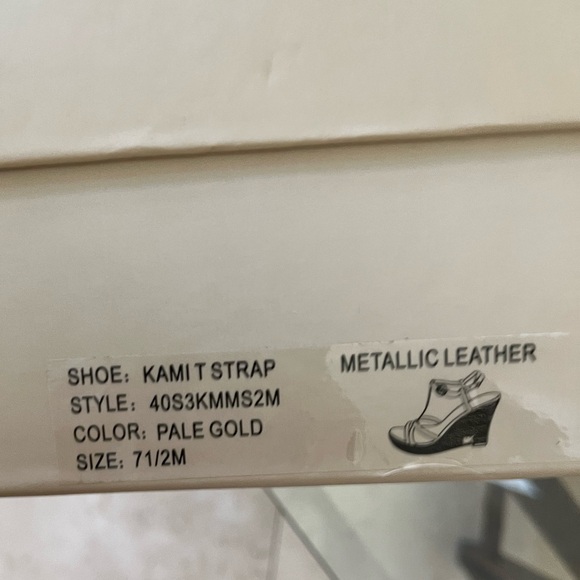 SHOE: KAMI T STRAP
STYLE: 40S3KMMS2M
COLOR: PALE GOLD
SIZE: 71/2M
METALLIC LEATHER